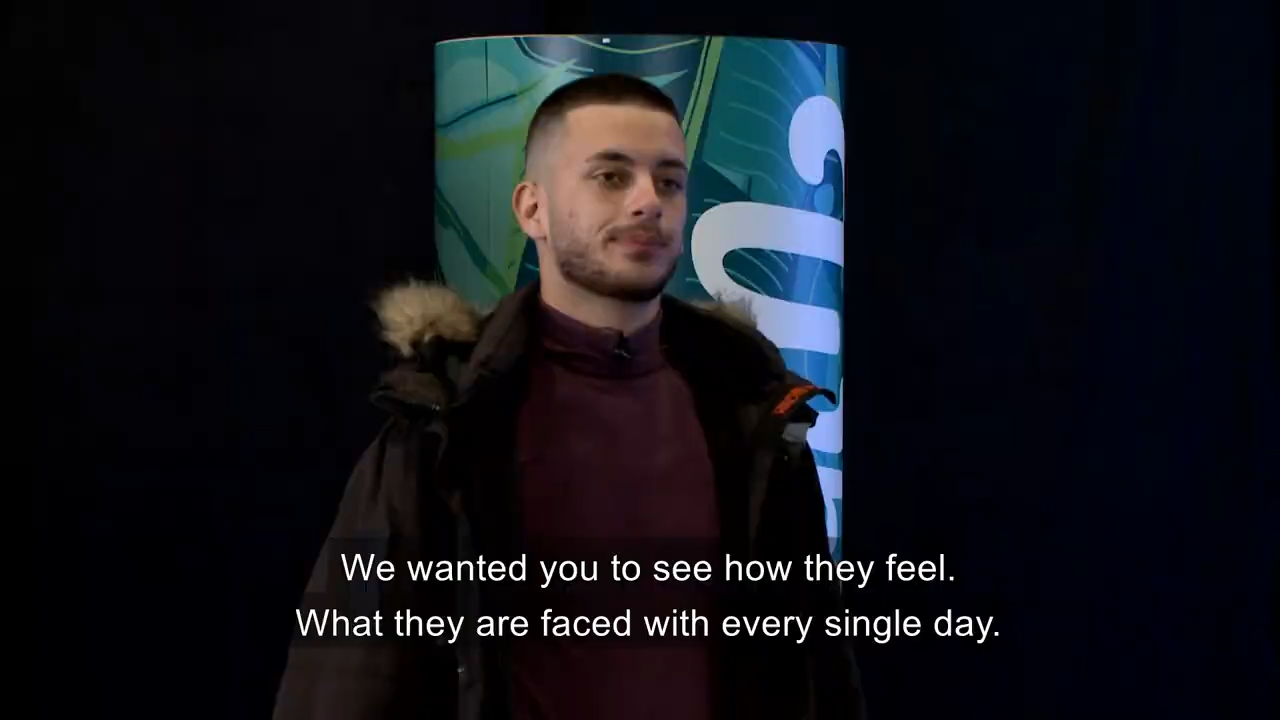 We wanted you to see how they feel.
What they are faced with every single day.